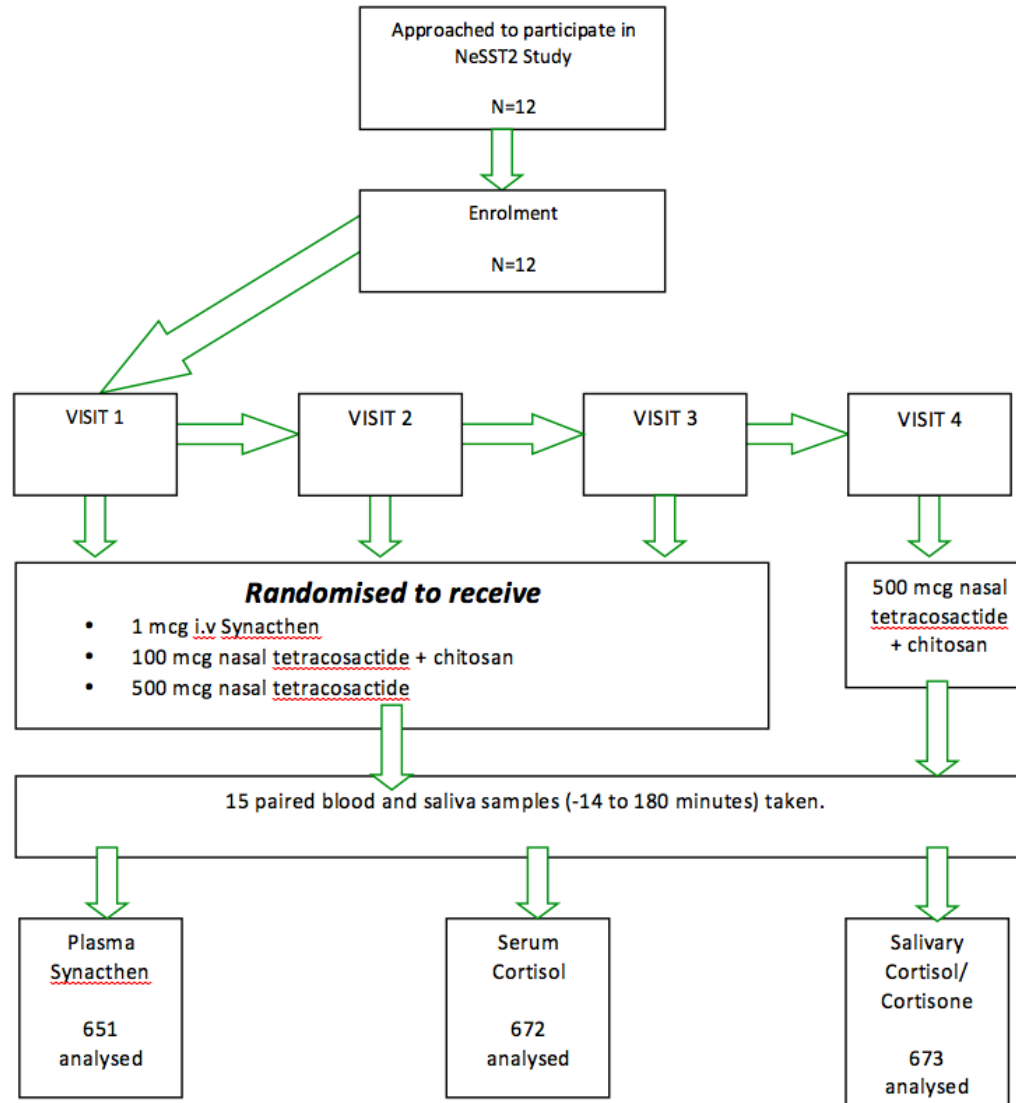 Approached to participate in
NeSST2 Study
N=12
Enrolment
N=12
VISIT 1
VISIT 2
VISIT 3
VISIT 4
Randomised to receive
• 1 mcg i.v Synacthen
• 100 mcg nasal tetracosactide + chitosan
• 500 mcg nasal tetracosactide
500 mcg nasal
tetracosactide
+ chitosan
15 paired blood and saliva samples (-14 to 180 minutes) taken.
Plasma
Synacthen
651
analysed
Serum
Cortisol
672
analysed
Salivary
Cortisol/
Cortisone
673
analysed